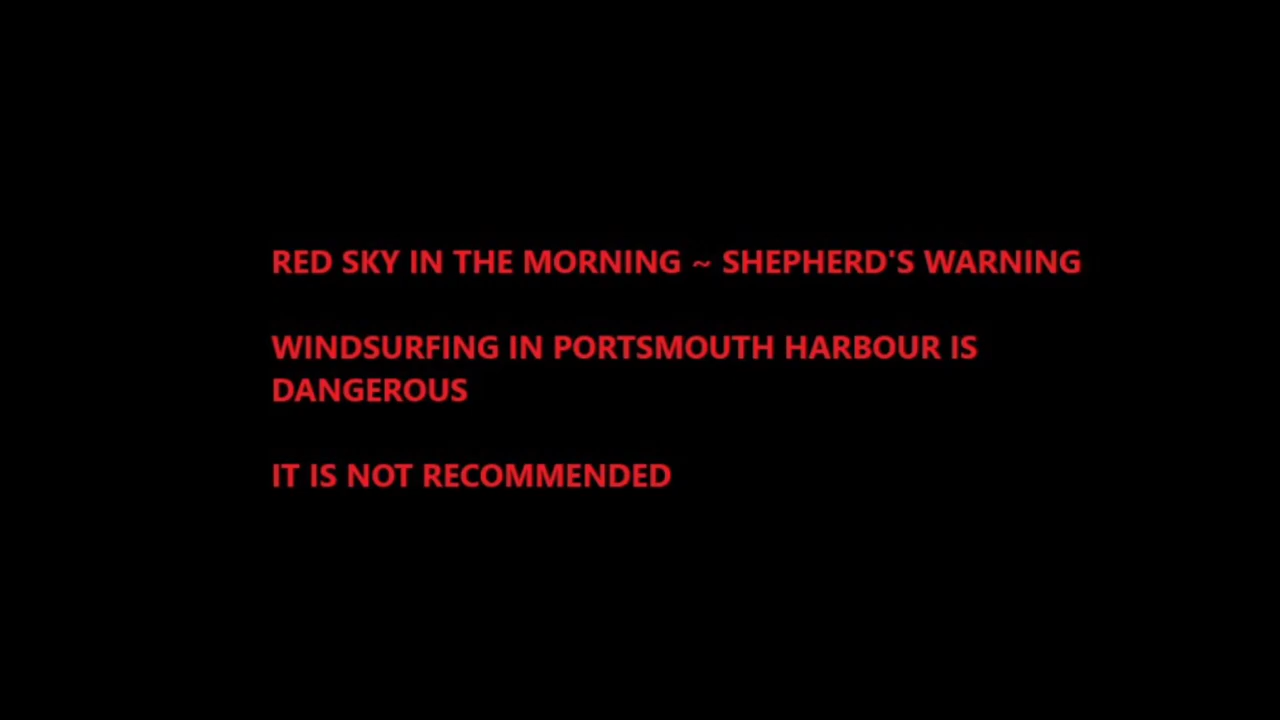 RED SKY IN THE MORNING ~ SHEPHERD'S WARNING
WINDSURFING IN PORTSMOUTH HARBOUR IS
DANGEROUS
IT IS NOT RECOMMENDED